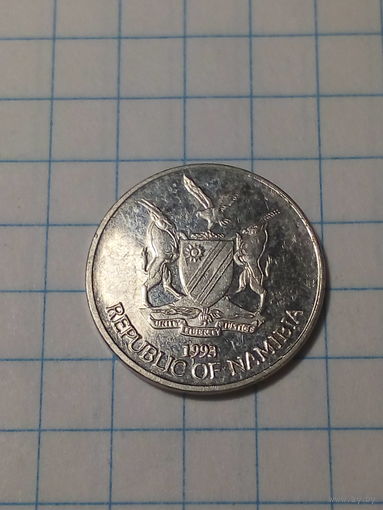 UNITY LIBERTY JUSTICE
1993
REPUBLIC OF NAMIBIA